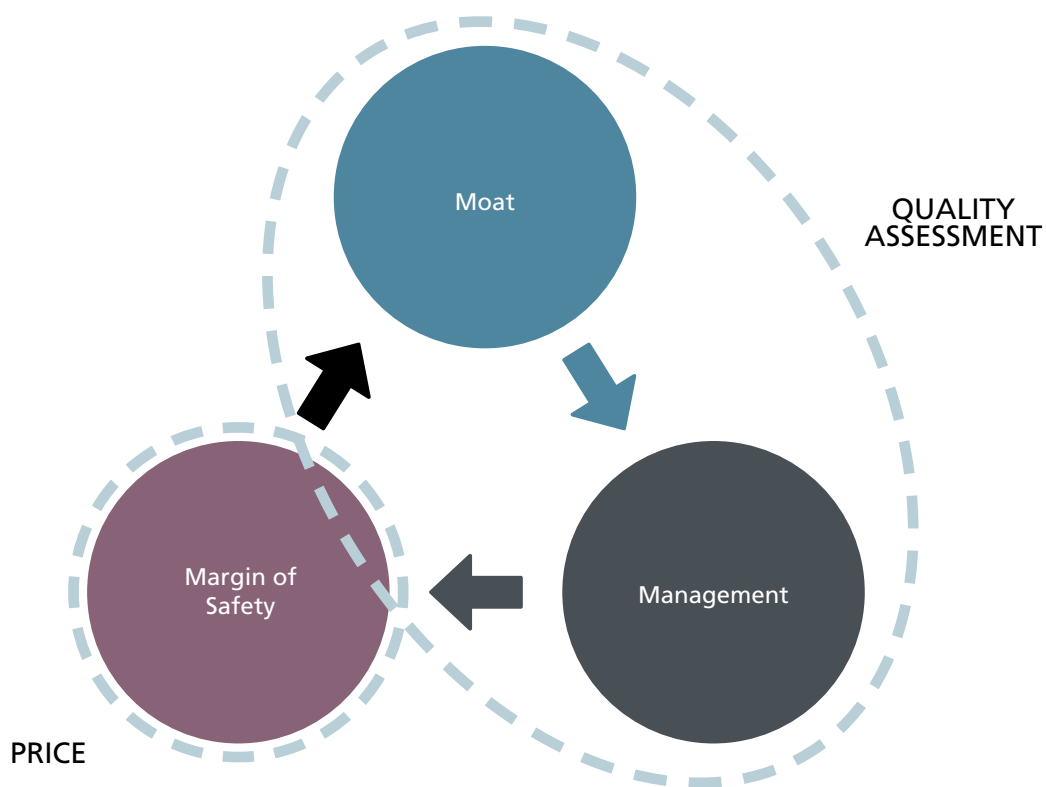 Moat
QUALITY
ASSESSMENT
Margin of
Safety
Management
PRICE